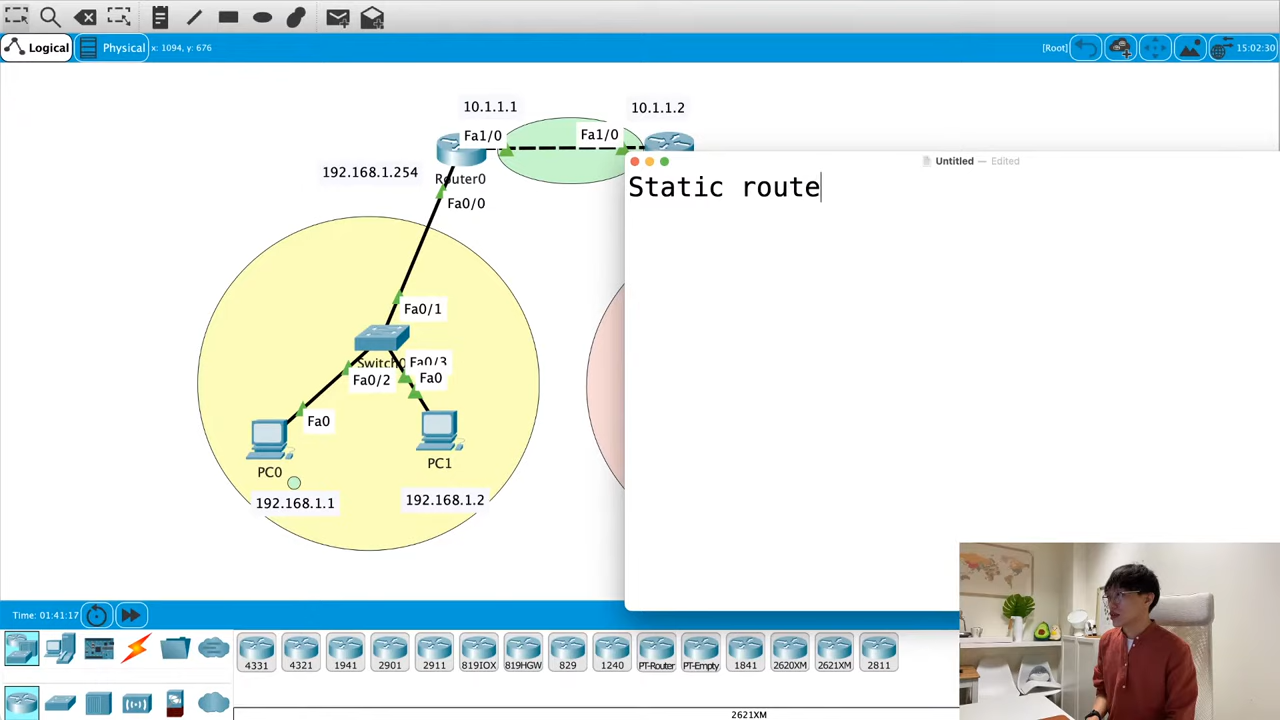 Logical
Physical
x: 1094, y: 676
[Root]
15:02:30
10.1.1.1
10.1.1.2
Fa1/0
Fa1/0
192.168.1.254
Router0
Fa0/0
Untitled — Edited
Static route
Fa0/1
Switch0
Fa0/3
Fa0/2
Fa0
Fa0
PC0
PC1
192.168.1.1
192.168.1.2
Time: 01:41:17
4331
4321
1941
2901
2911
819IOX
819HGW
829
1240
PT-Router
PT-Empty
1841
2620XM
2621XM
2811
2621XM